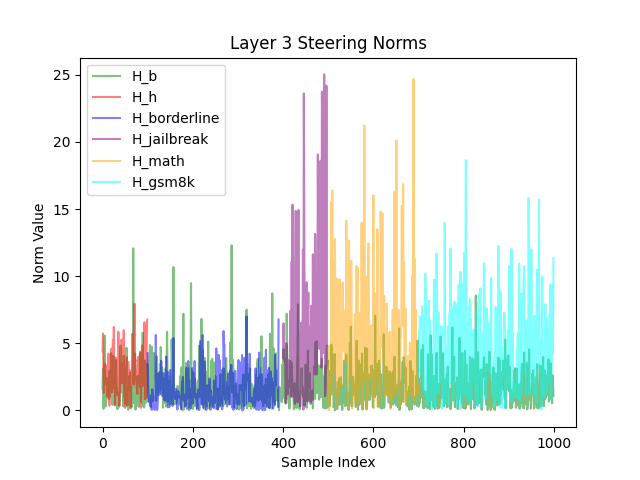 Layer 3 Steering Norms
H_b
H_h
H_borderline
H_jailbreak
H_math
H_gsm8k
Norm Value
25
20
15
10
5
0
0 200 400 600 800 1000
Sample Index